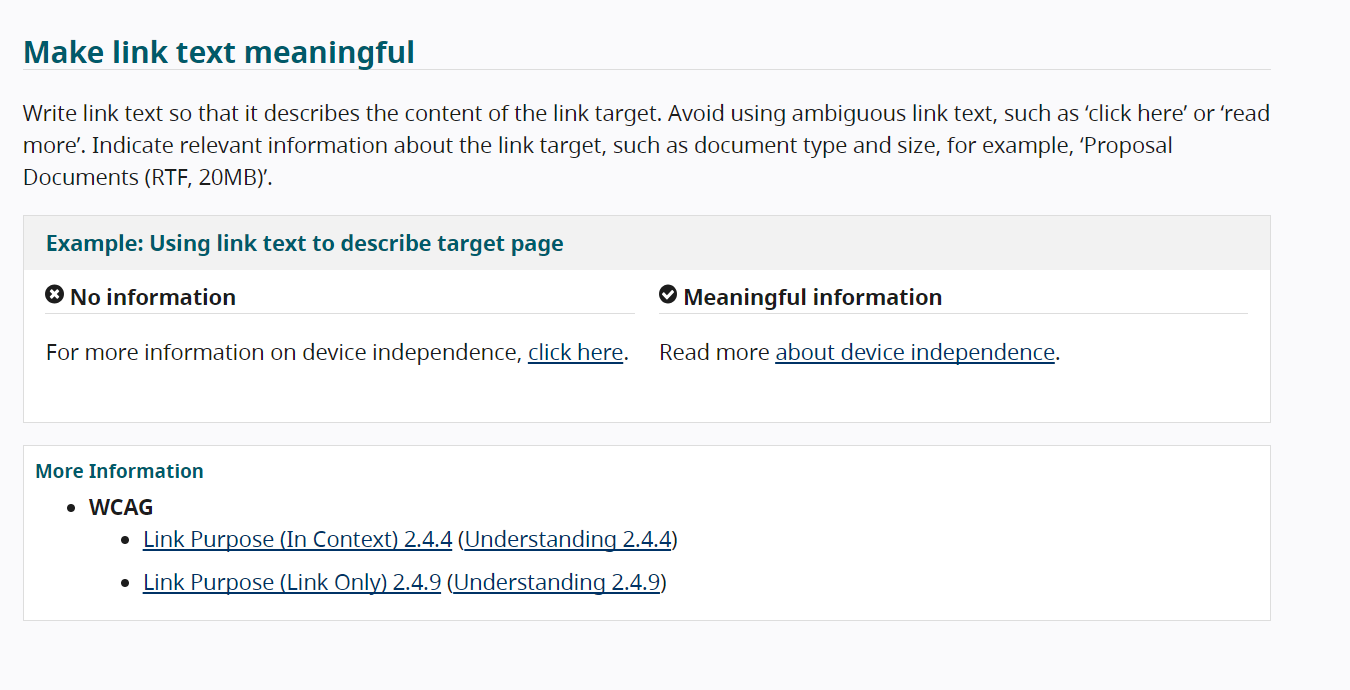 Make link text meaningful
Write link text so that it describes the content of the link target. Avoid using ambiguous link text, such as ‘click here’ or ‘read
more’. Indicate relevant information about the link target, such as document type and size, for example, ‘Proposal
Documents (RTF, 20MB)’.
Example: Using link text to describe target page
No information
For more information on device independence, click here.
Meaningful information
Read more about device independence.
More Information
WCAG
Link Purpose (In Context) 2.4.4 (Understanding 2.4.4)
Link Purpose (Link Only) 2.4.9 (Understanding 2.4.9)